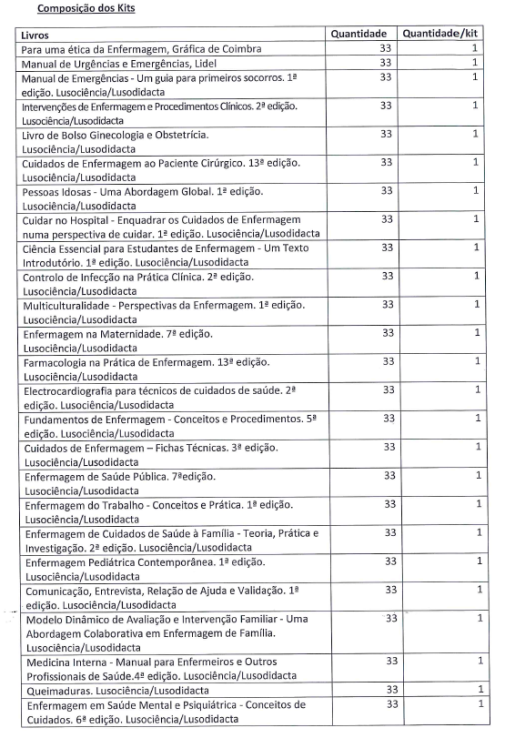 Composição dos Kits
Livros Quantidade Quantidade/kit
Para uma ética da Enfermagem, Gráfica de Coimbra 33 1
Manual de Urgências e Emergências, Lidel 33 1
Manual de Emergências - Um guia para primeiros socorros. 1ª 33 1
edição. Lusociência/Lusodidacta
Intervenções de Enfermagem e Procedimentos Clínicos. 2ª edição. 33 1
Lusociência/Lusodidacta
Livro de Bolso Ginecologia e Obstetrícia. 33 1
Lusociência/Lusodidacta
Cuidados de Enfermagem ao Paciente Cirúrgico. 13ª edição. 33 1
Lusociência/Lusodidacta
Pessoas Idosas - Uma Abordagem Global. 1ª edição. 33 1
Lusociência/Lusodidacta
Cuidar no Hospital - Enquadrar os Cuidados de Enfermagem 33 1
numa perspectiva de cuidar. 1ª edição. Lusociência/Lusodidacta
Ciência Essencial para Estudantes de Enfermagem - Um Texto 33 1
Introdutório. 1ª edição. Lusociência/Lusodidacta
Controlo de Infecção na Prática Clínica. 2ª edição. 33 1
Lusociência/Lusodidacta
Multiculturalidade - Perspectivas da Enfermagem. 1ª edição. 33 1
Lusociência/Lusodidacta
Enfermagem na Maternidade. 7ª edição. 33 1
Lusociência/Lusodidacta
Farmacologia na Prática de Enfermagem. 13ª edição. 33 1
Lusociência/Lusodidacta
Electrocardiografia para técnicos de cuidados de saúde. 2ª 33 1
edição. Lusociência/Lusodidacta
Fundamentos de Enfermagem - Conceitos e Procedimentos. 5ª 33 1
edição. Lusociência/Lusodidacta
Cuidados de Enfermagem – Fichas Técnicas. 3ª edição. 33 1
Lusociência/Lusodidacta
Enfermagem de Saúde Pública. 7ªedição. 33 1
Lusociência/Lusodidacta
Enfermagem do Trabalho - Conceitos e Prática. 1ª edição. 33 1
Lusociência/Lusodidacta
Enfermagem de Cuidados de Saúde à Família - Teoria, Prática e 33 1
Investigação. 2ª edição. Lusociência/Lusodidacta
Enfermagem Pediátrica Contemporânea. 1ª edição. 33 1
Lusociência/Lusodidacta
Comunicação, Entrevista, Relação de Ajuda e Validação. 1ª 33 1
edição. Lusociência/Lusodidacta
Modelo Dinâmico de Avaliação e Intervenção Familiar - Uma 33 1
Abordagem Colaborativa em Enfermagem de Família.
Lusociência/Lusodidacta
Medicina Interna - Manual para Enfermeiros e Outros 33 1
Profissionais de Saúde.4ª edição. Lusociência/Lusodidacta
Queimaduras. Lusociência/Lusodidacta 33 1
Enfermagem em Saúde Mental e Psiquiátrica - Conceitos de 33 1
Cuidados. 6ª edição. Lusociência/Lusodidacta